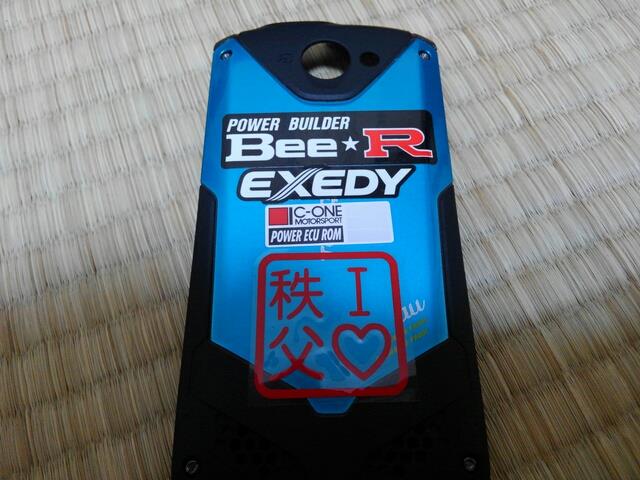 POWER BUILDER
Bee★R
EXEDY
C-ONE
MOTORSPORT
POWER ECU ROM
I ♡
秩父